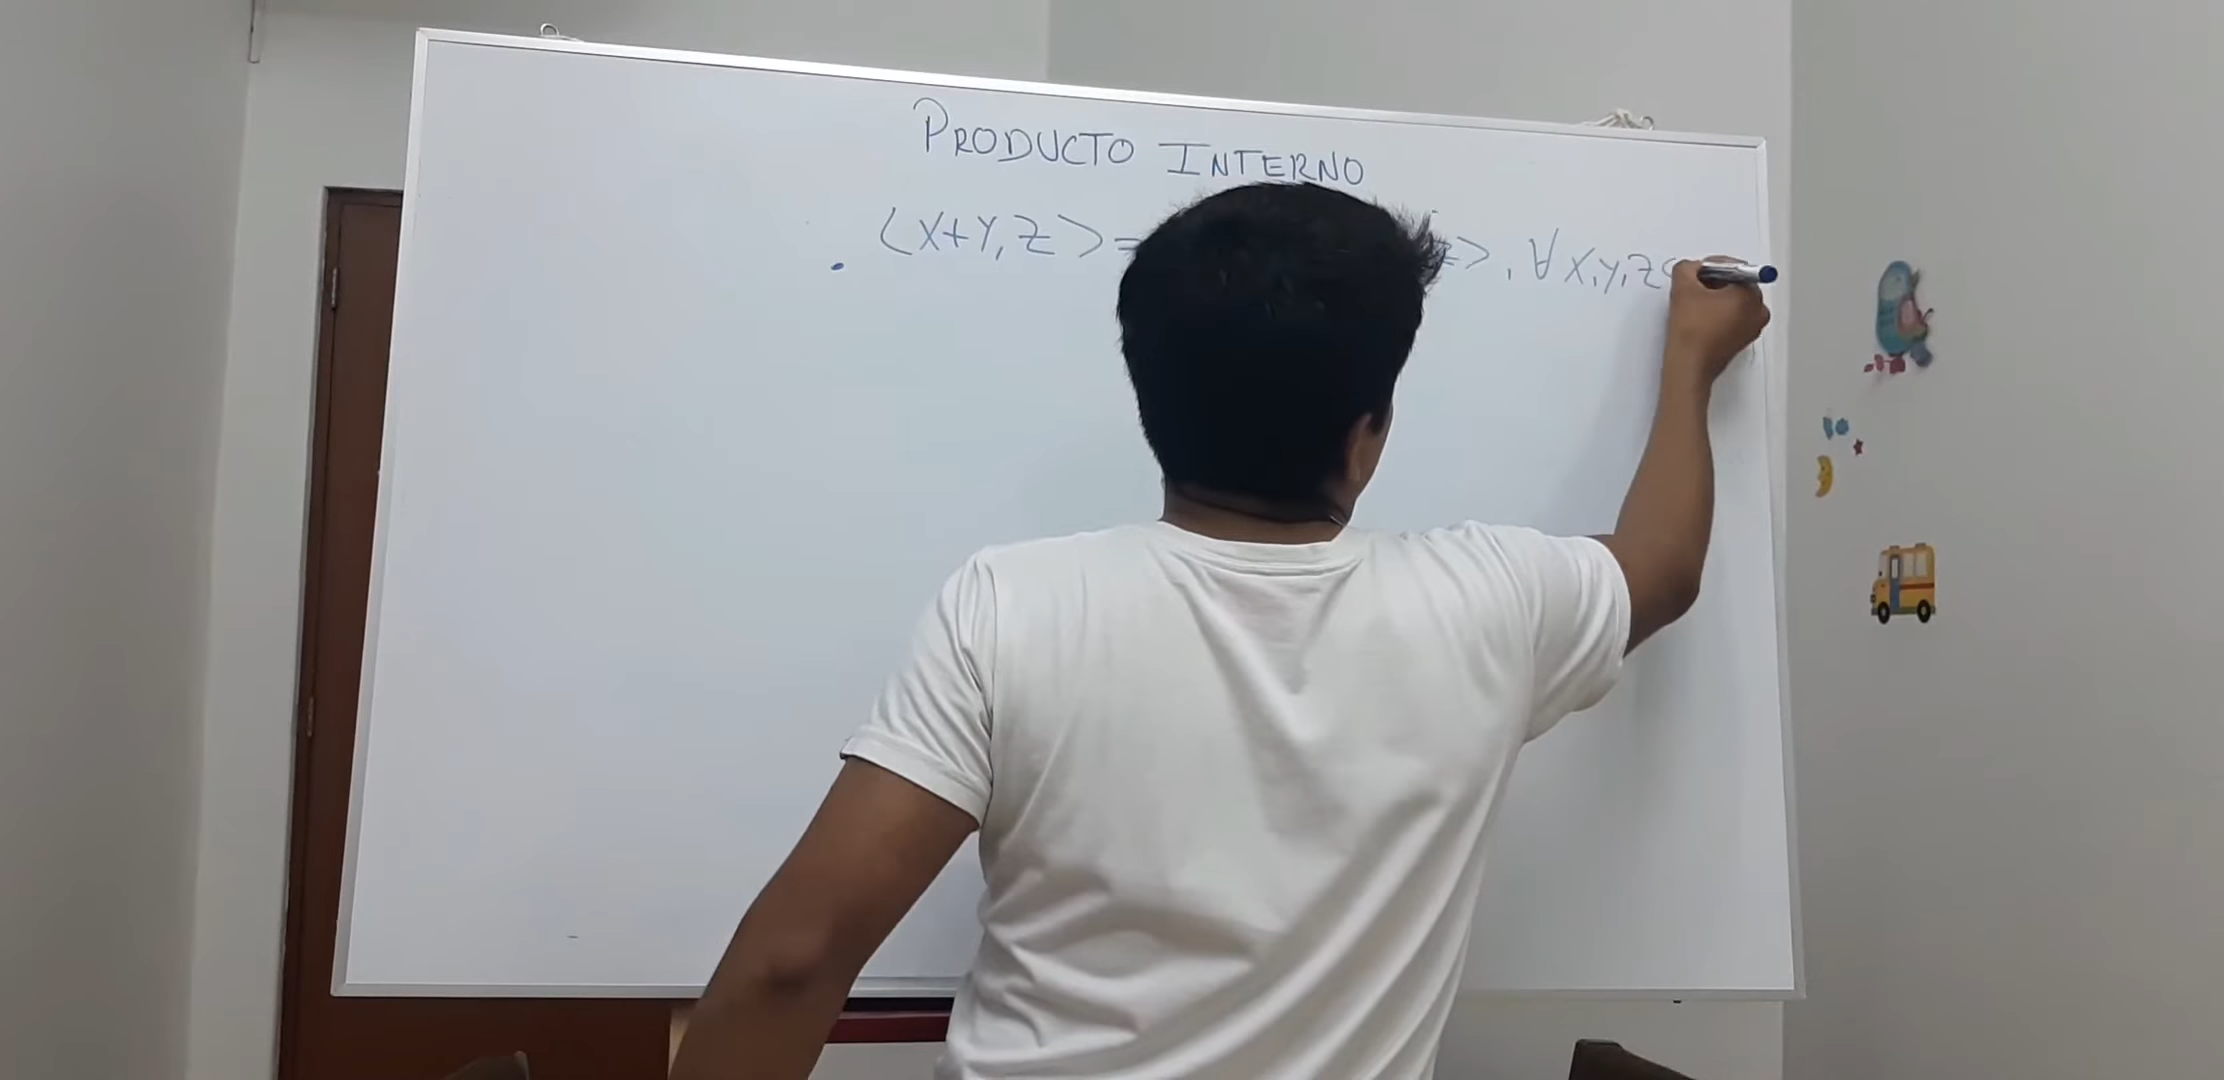 PRODUCTO INTERNO
⟨x+y,z⟩= z⟩, ∀x,y,z∈